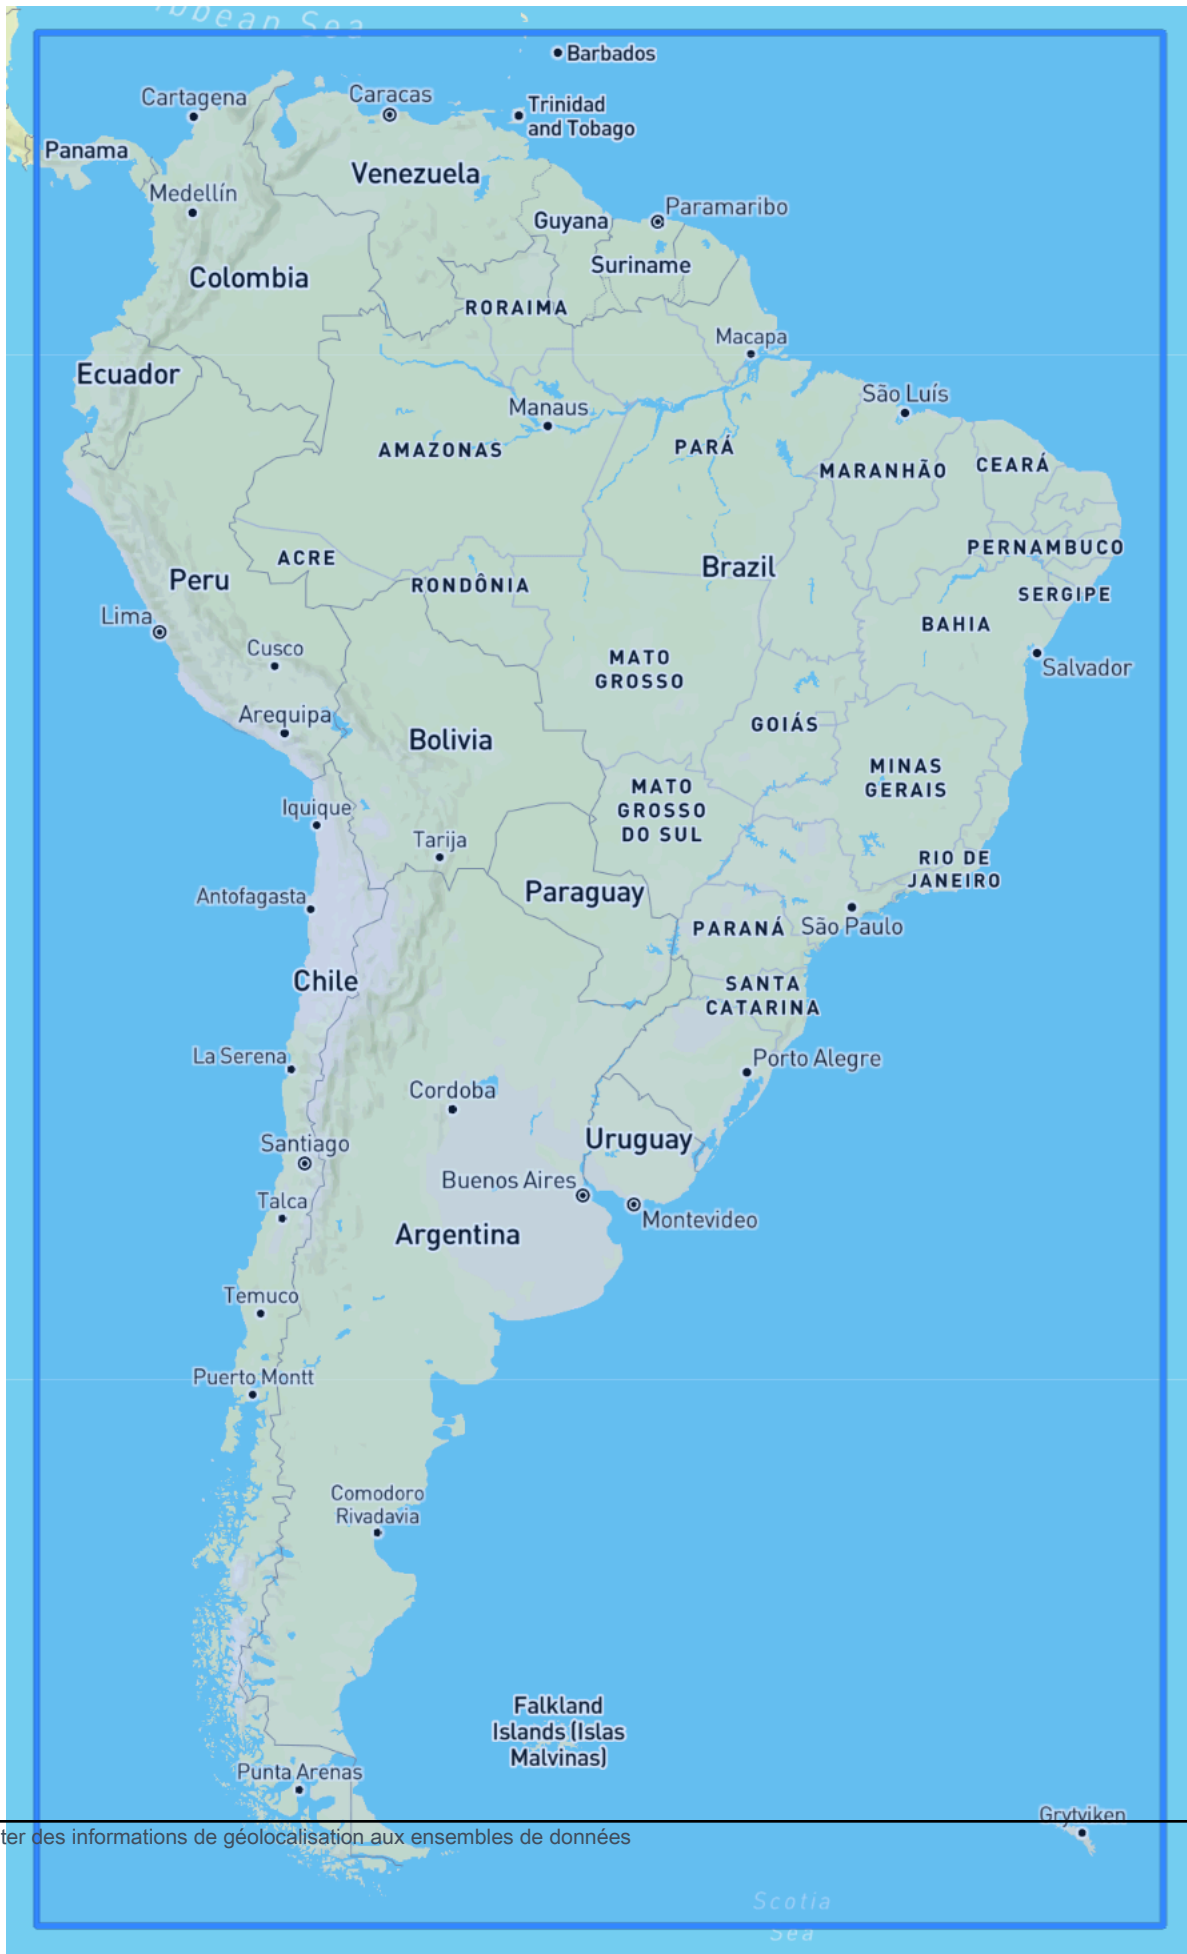 bbean Sea
Barbados
Cartagena
Caracas
Trinidad
and Tobago
Panama
Venezuela
Medellín
Paramaribo
Guyana
Suriname
Colombia
RORAIMA
Macapa
Ecuador
São Luís
Manaus
AMAZONAS
PARÁ
MARANHÃO
CEARÁ
PERNAMBUCO
ACRE
Brazil
Peru
RONDÔNIA
SERGIPE
Lima
BAHIA
Cusco
MATO
GROSSO
Salvador
Arequipa
GOIÁS
Bolivia
MINAS
GERAIS
MATO
GROSSO
DO SUL
Iquique
Tarija
RIO DE
JANEIRO
Antofagasta
Paraguay
PARANÁ
São Paulo
Chile
SANTA
CATARINA
La Serena
Porto Alegre
Cordoba
Santiago
Uruguay
Buenos Aires
Talca
Montevideo
Argentina
Temuco
Puerto Montt
Comodoro
Rivadavia
Falkland
Islands (Islas
Malvinas)
Punta Arenas
Grytviken
ter des informations de géolocalisation aux ensembles de données
Scotia
Sea